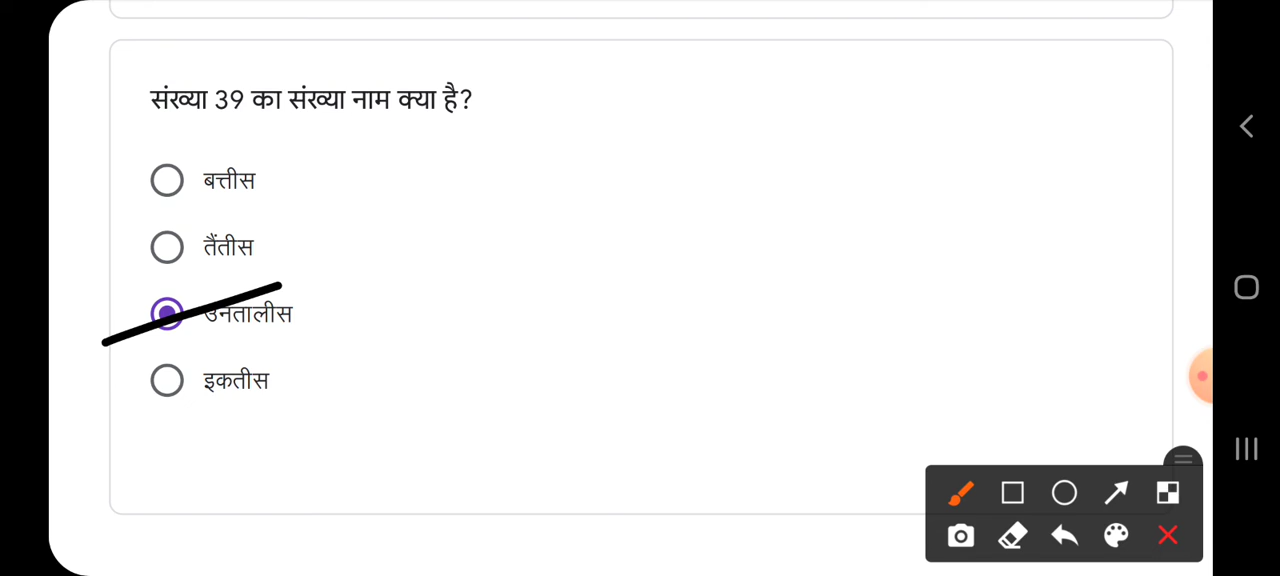 संख्या 39 का संख्या नाम क्या है?
बत्तीस
तैंतीस
उनतालीस
इकतीस